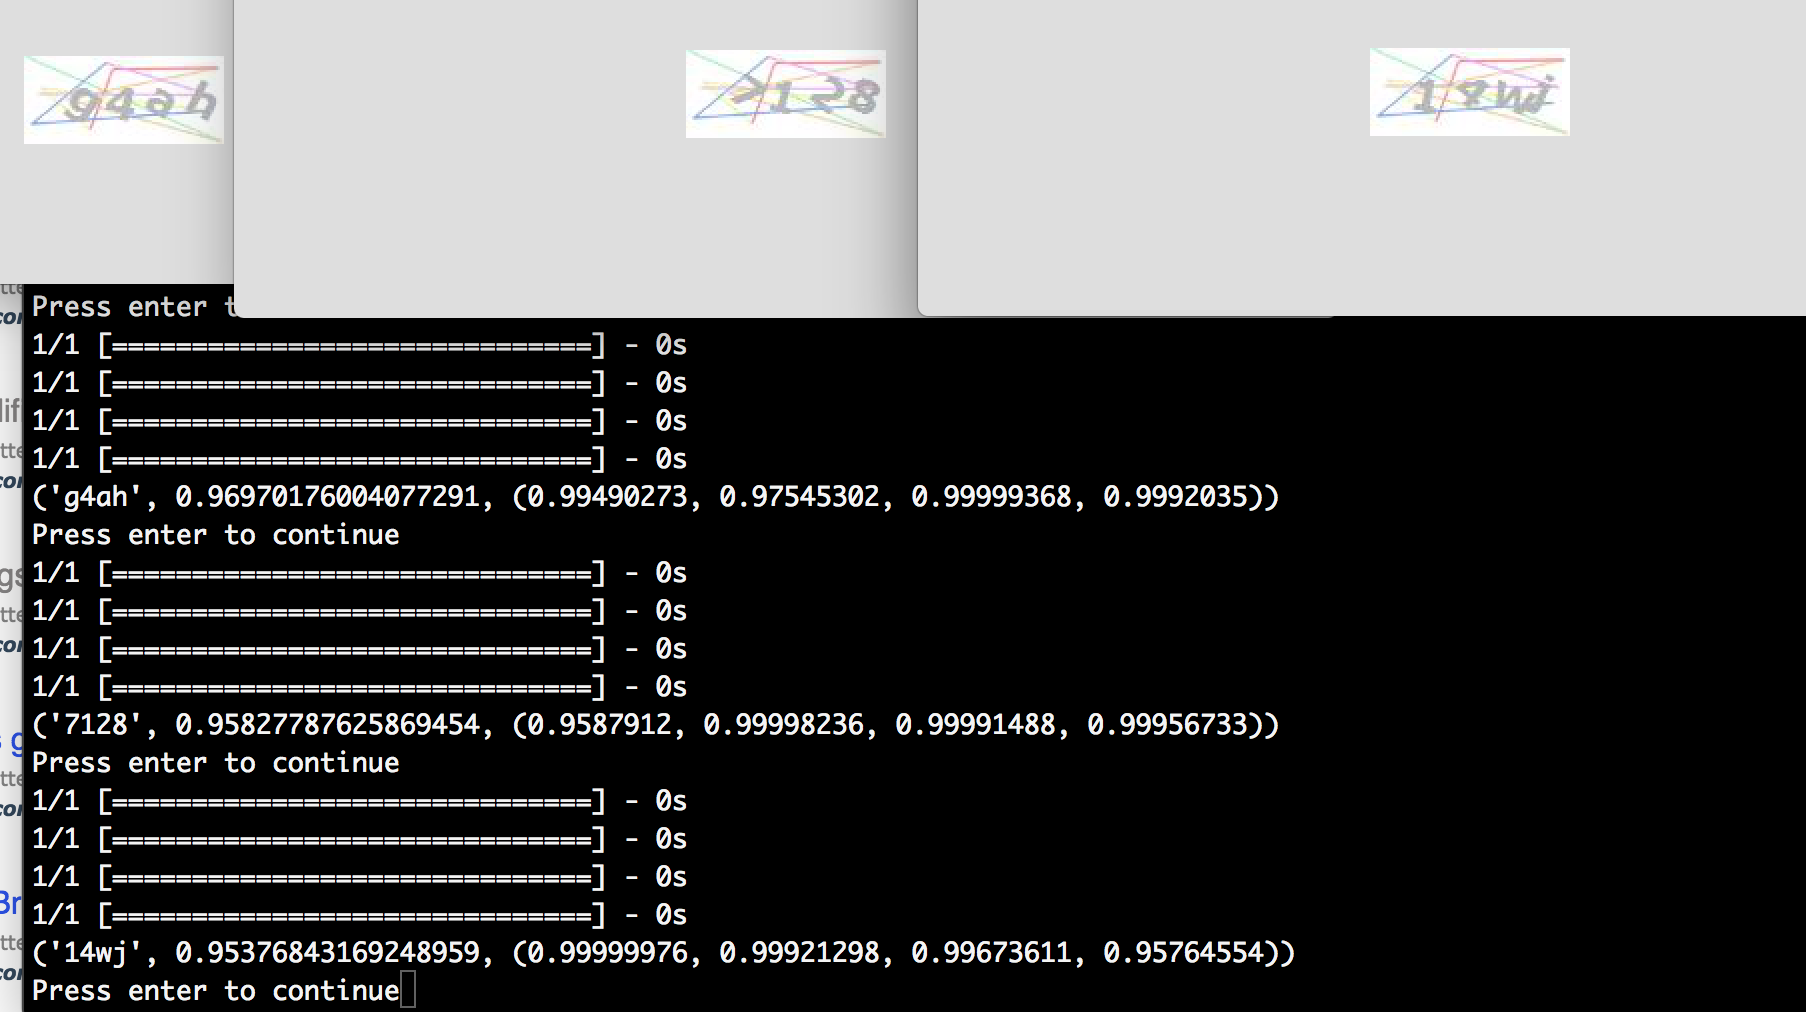 g4ah
7128
14wj
Press enter t
1/1 [==============================] - 0s
1/1 [==============================] - 0s
1/1 [==============================] - 0s
1/1 [==============================] - 0s
('g4ah', 0.96970176004077291, (0.99490273, 0.97545302, 0.99999368, 0.9992035))
Press enter to continue
1/1 [==============================] - 0s
1/1 [==============================] - 0s
1/1 [==============================] - 0s
1/1 [==============================] - 0s
('7128', 0.95827787625869454, (0.9587912, 0.99998236, 0.99991488, 0.99956733))
Press enter to continue
1/1 [==============================] - 0s
1/1 [==============================] - 0s
1/1 [==============================] - 0s
1/1 [==============================] - 0s
('14wj', 0.95376843169248959, (0.99999976, 0.99921298, 0.99673611, 0.95764554))
Press enter to continue